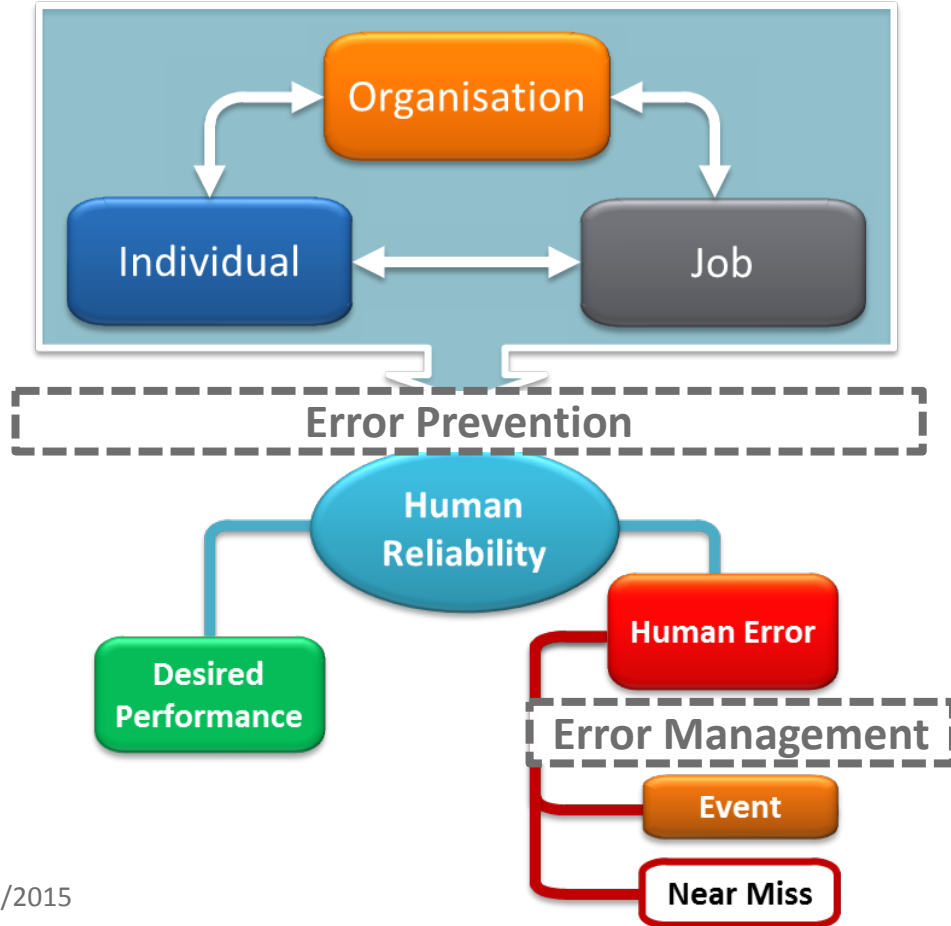 Organisation
Individual
Job
Error Prevention
Human
Reliability
Human Error
Desired
Performance
Error Management
Event
Near Miss
/2015